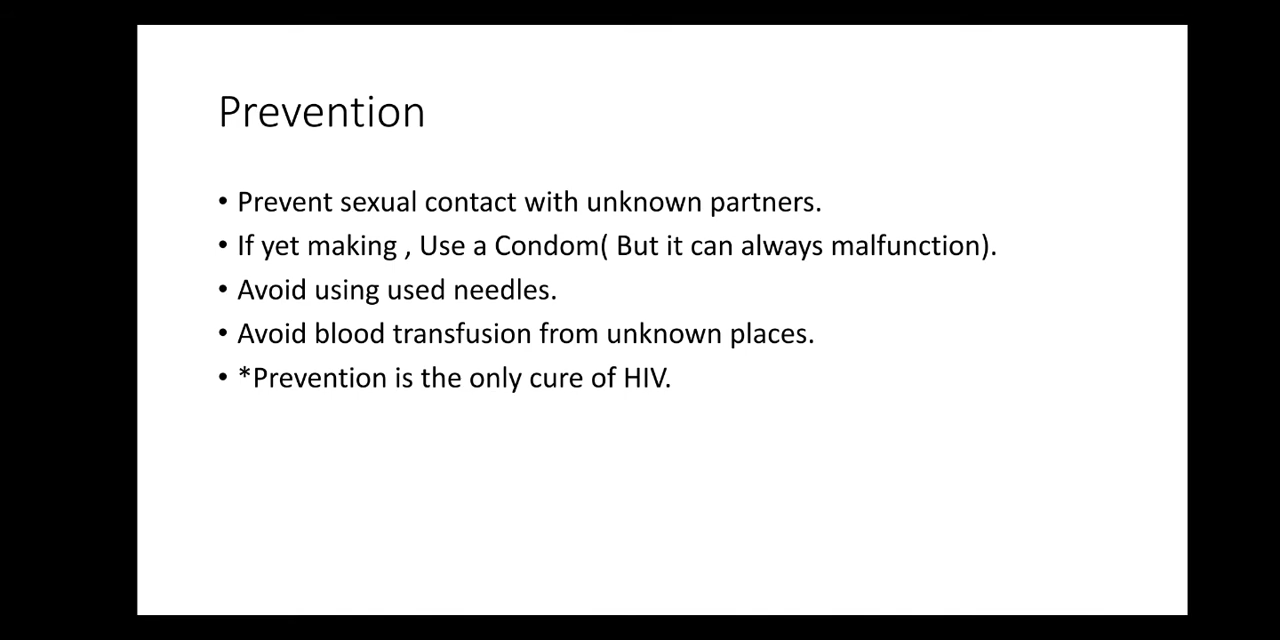 Prevention
• Prevent sexual contact with unknown partners.
• If yet making , Use a Condom( But it can always malfunction).
• Avoid using used needles.
• Avoid blood transfusion from unknown places.
• *Prevention is the only cure of HIV.